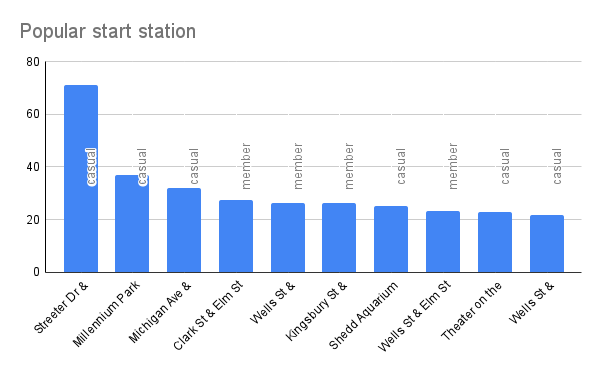 Popular start station
80
60
40
20
0
casual
casual
casual
member
member
member
casual
member
casual
casual
Streeter Dr &
Millennium Park
Michigan Ave &
Clark St & Elm St
Wells St &
Kingsbury St &
Shedd Aquarium
Wells St & Elm St
Theater on the
Wells St &